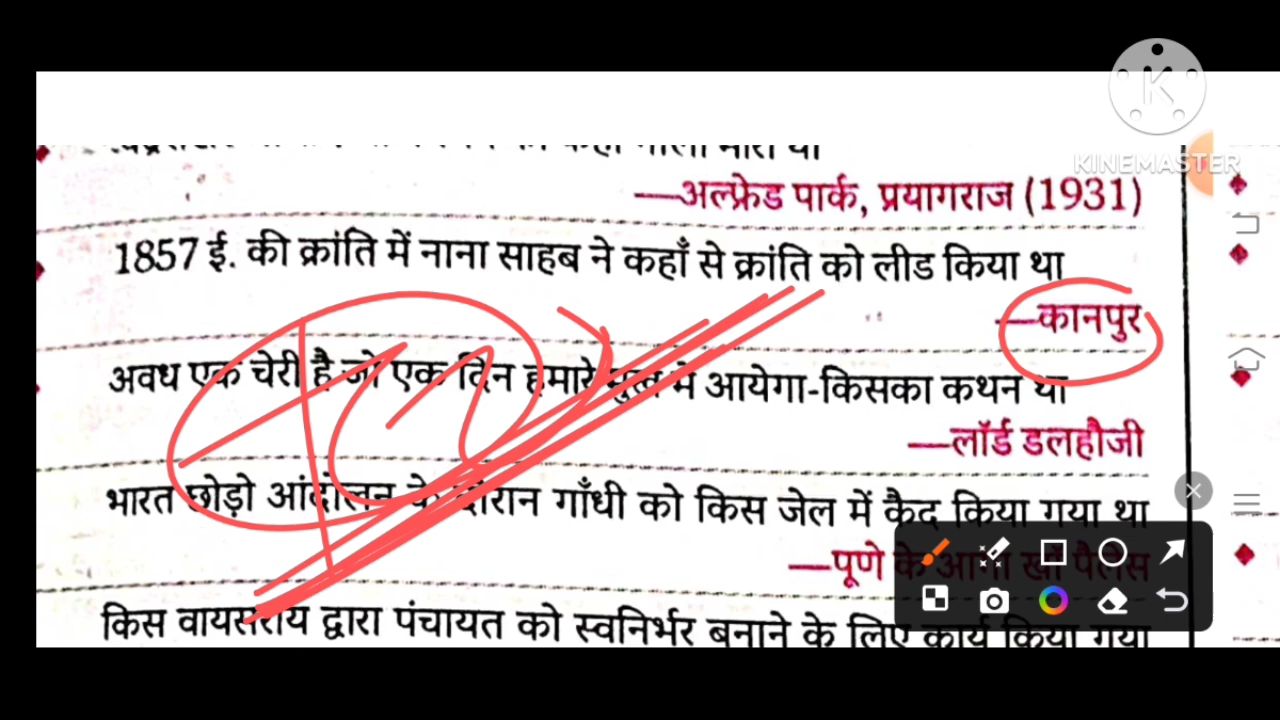 KINEMASTER
—अल्फ्रेड पार्क, प्रयागराज (1931)
1857 ई. की क्रांति में नाना साहब ने कहाँ से क्रांति को लीड किया था
—कानपुर
अवध एक चेरी है जो एक दिन हमारे मुख में आयेगा-किसका कथन था
—लॉर्ड डलहौजी
भारत छोड़ो आंदोलन के दौरान गाँधी को किस जेल में कैद किया गया था
—पूणे के आगा खाँ पैलेस
किस वायसराय द्वारा पंचायत को स्वनिर्भर बनाने के लिए कार्य किया गया